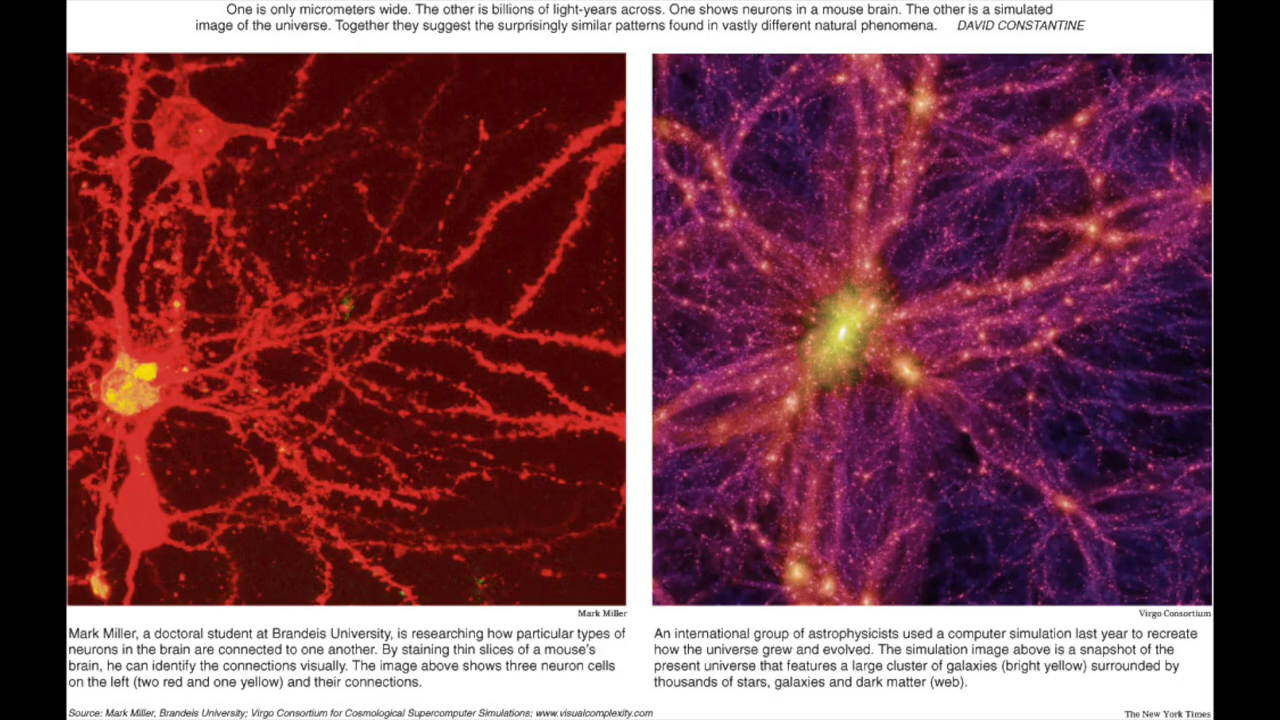 One is only micrometers wide. The other is billions of light-years across. One shows neurons in a mouse brain. The other is a simulated
image of the universe. Together they suggest the surprisingly similar patterns found in vastly different natural phenomena. DAVID CONSTANTINE
Mark Miller
Mark Miller, a doctoral student at Brandeis University, is researching how particular types of
neurons in the brain are connected to one another. By staining thin slices of a mouse's
brain, he can identify the connections visually. The image above shows three neuron cells
on the left (two red and one yellow) and their connections.
Virgo Consortium
An international group of astrophysicists used a computer simulation last year to recreate
how the universe grew and evolved. The simulation image above is a snapshot of the
present universe that features a large cluster of galaxies (bright yellow) surrounded by
thousands of stars, galaxies and dark matter (web).
Source: Mark Miller, Brandeis University; Virgo Consortium for Cosmological Supercomputer Simulations; www.visualcomplexity.com
The New York Times